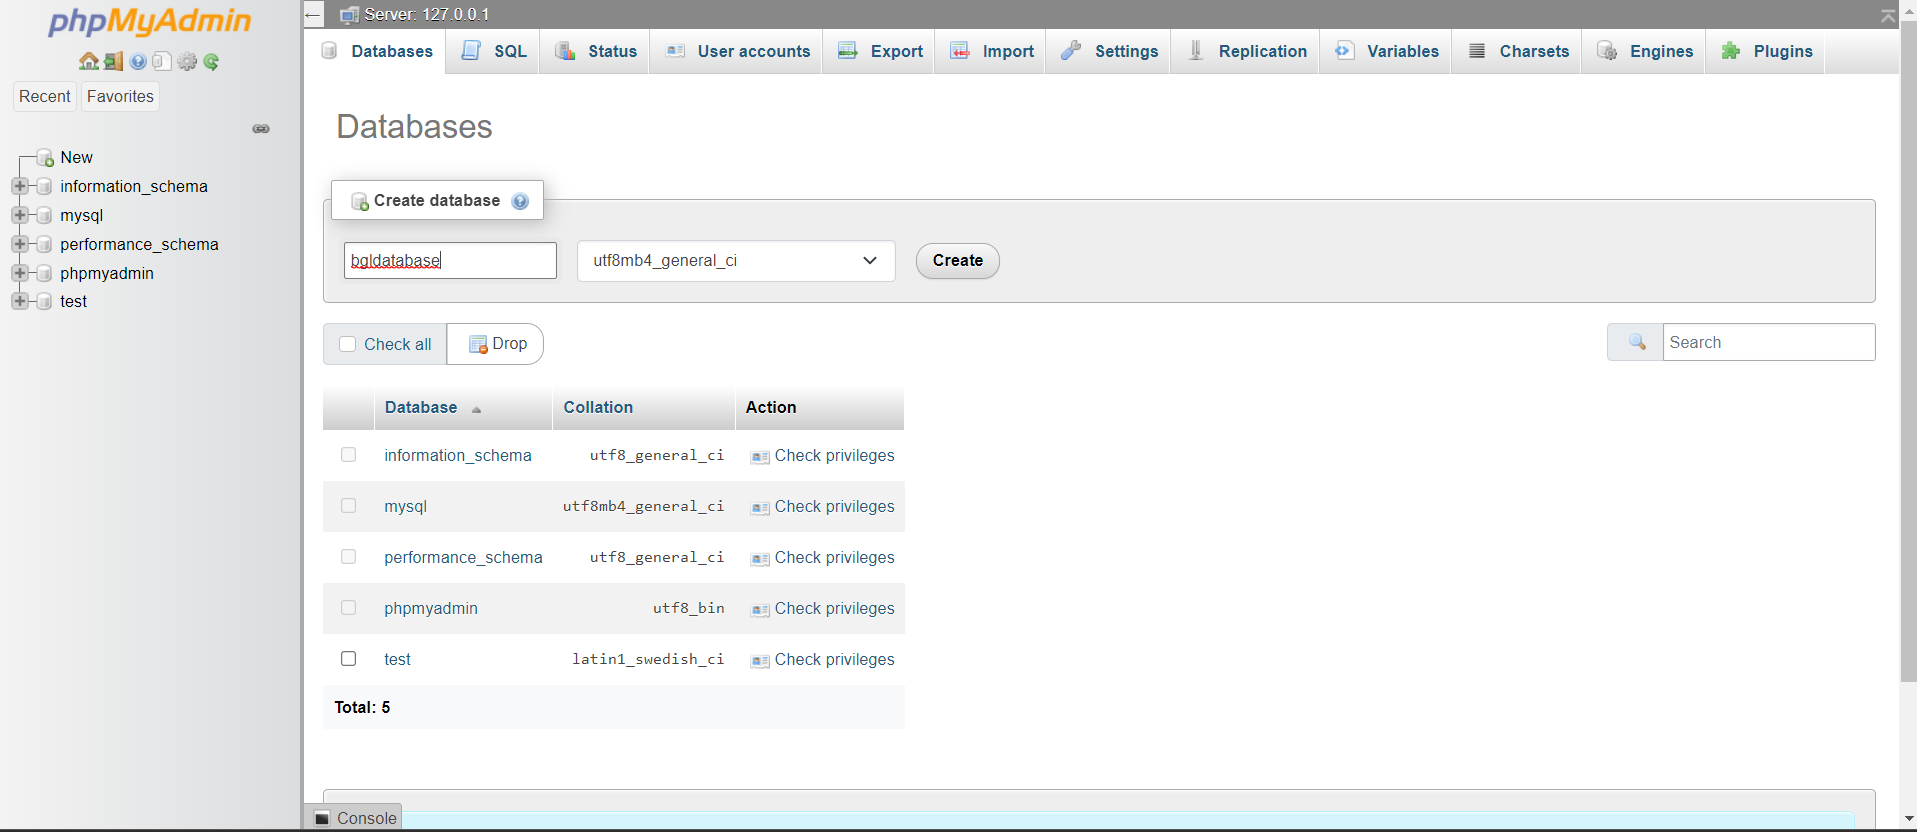 phpMyAdmin
Recent Favorites
New
information_schema
mysql
performance_schema
phpmyadmin
test
Server: 127.0.0.1
Databases SQL Status User accounts Export Import Settings Replication Variables Charsets Engines Plugins
Databases
Create database
bgldatabase utf8mb4_general_ci Create
Check all Drop Search
Database Collation Action
information_schema utf8_general_ci Check privileges
mysql utf8mb4_general_ci Check privileges
performance_schema utf8_general_ci Check privileges
phpmyadmin utf8_bin Check privileges
test latin1_swedish_ci Check privileges
Total: 5
Console